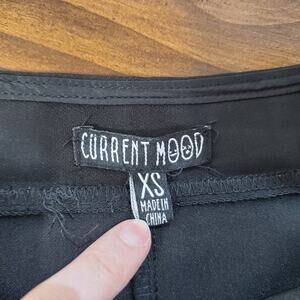 CURRENT MOOD
XS
MADE IN
CHINA